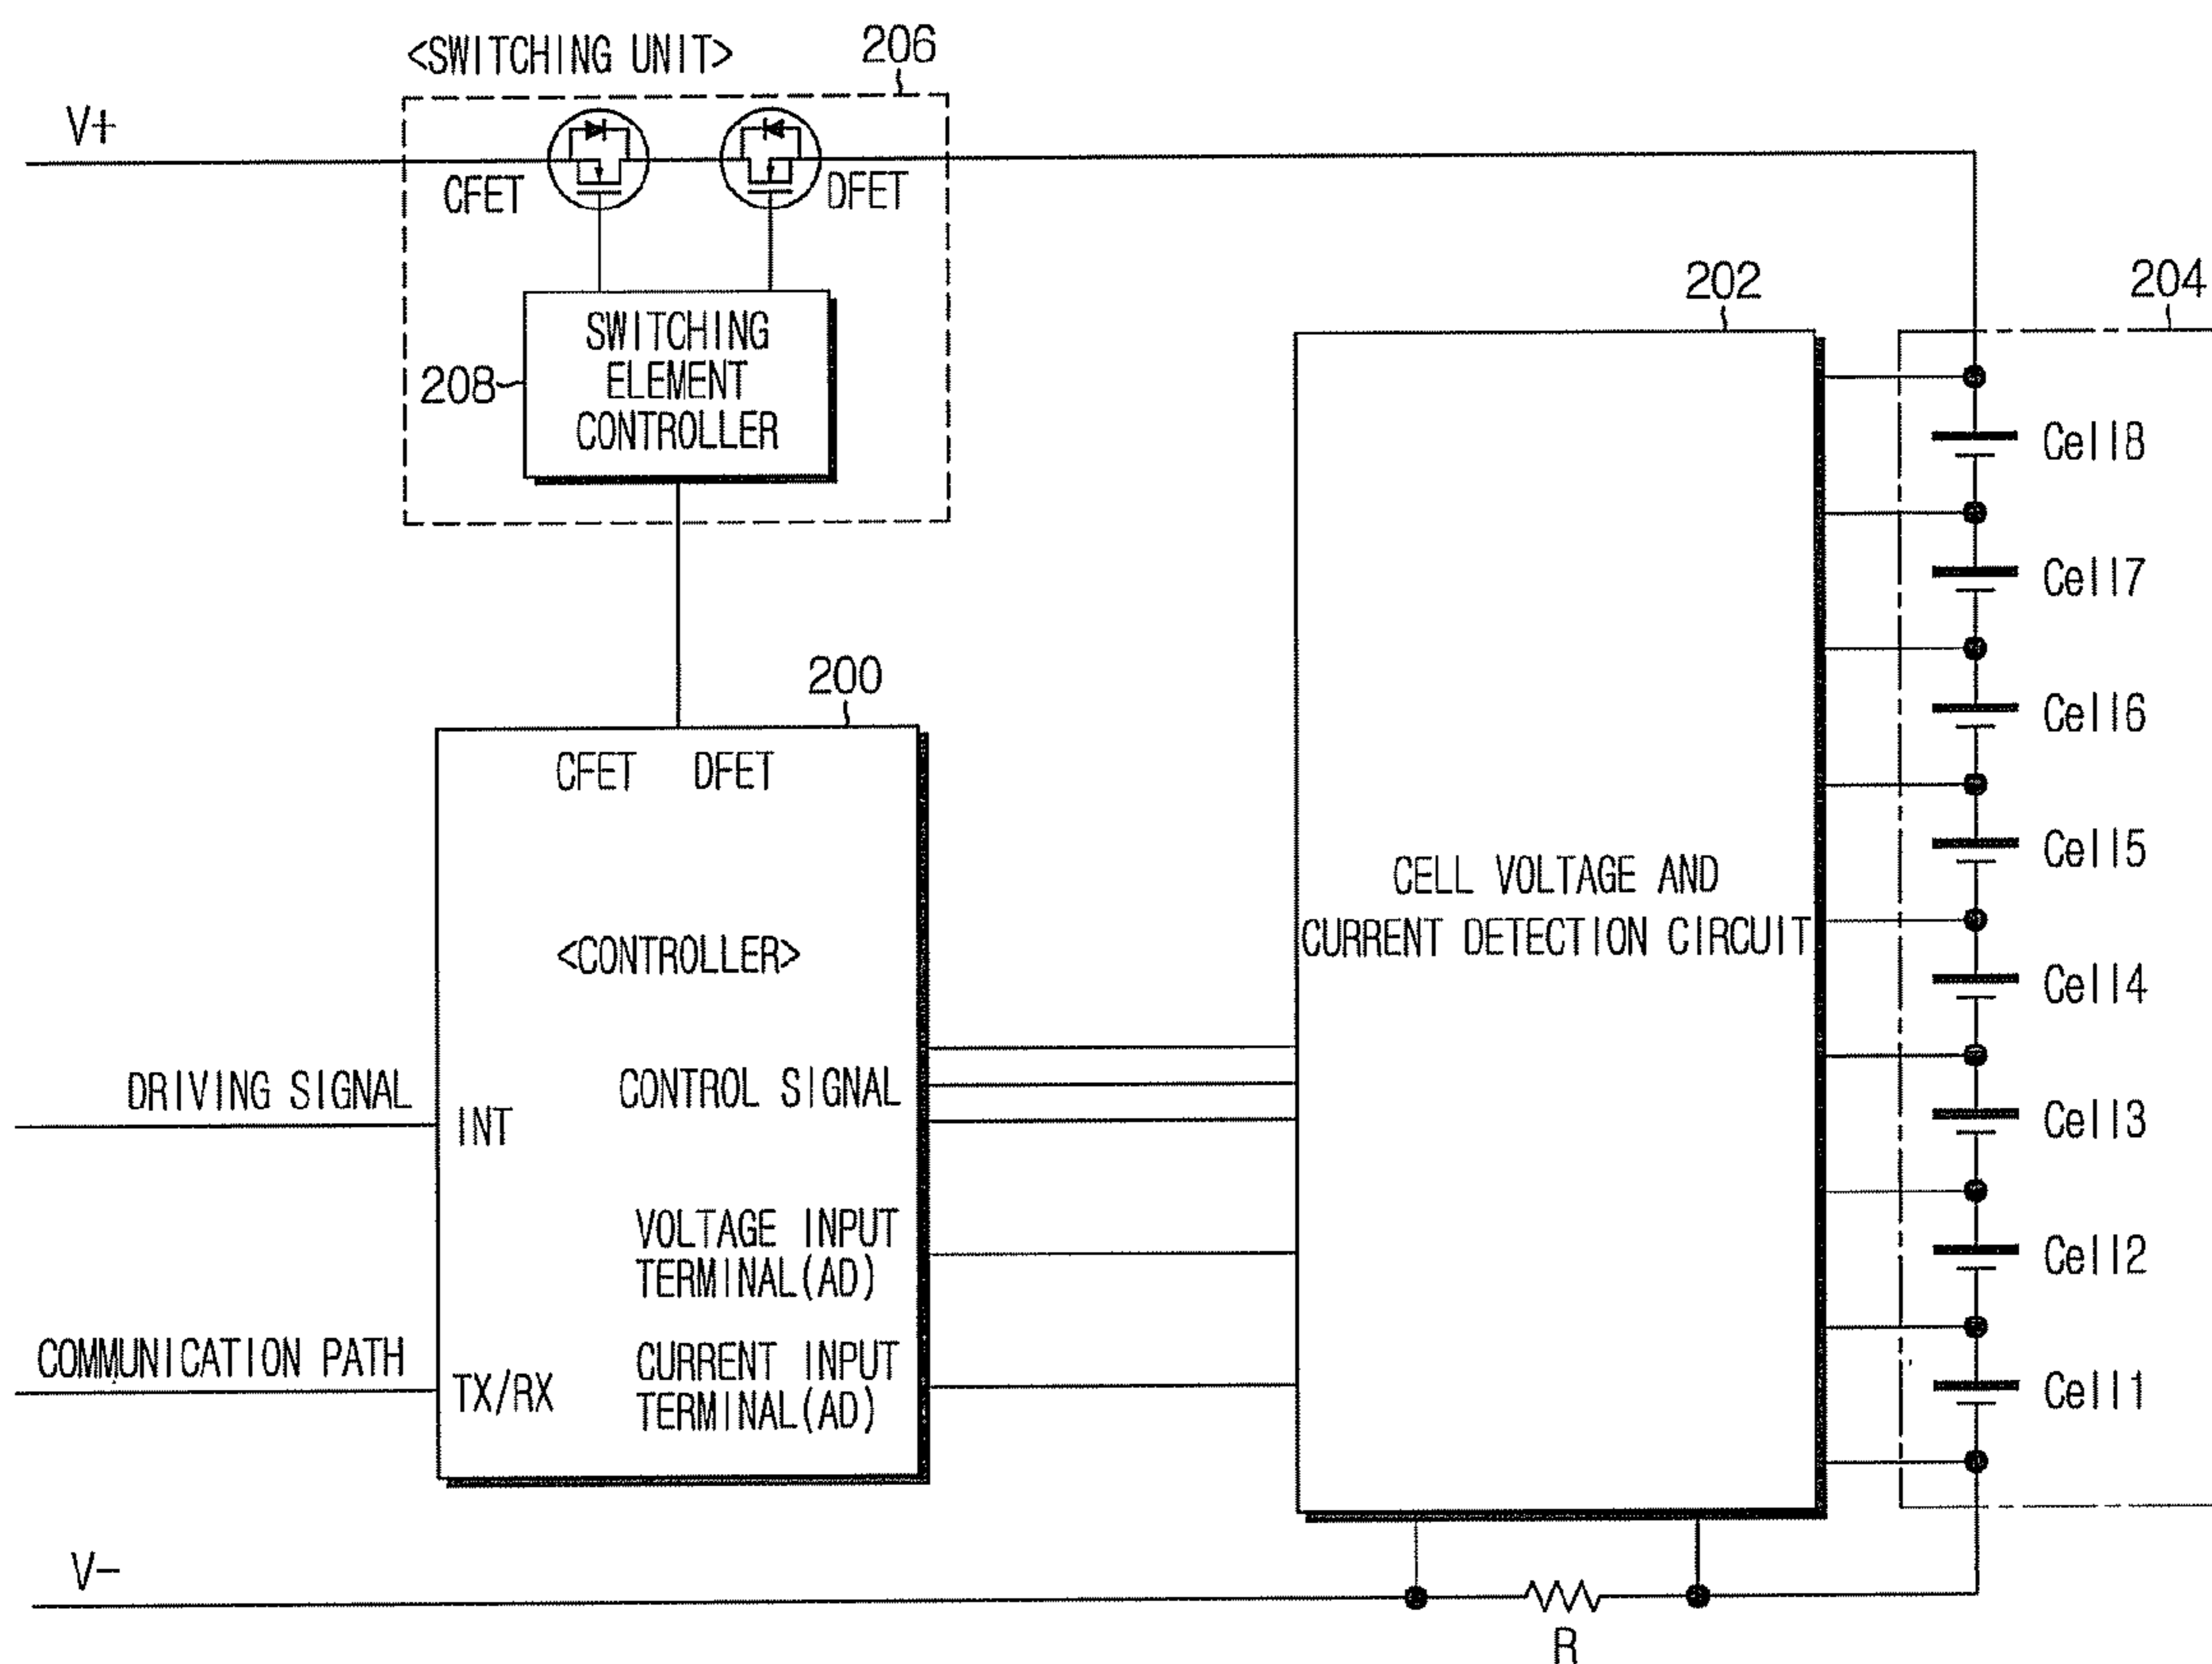 <SWITCHING UNIT>
206
V+
CFET
DFET
SWITCHING
ELEMENT
CONTROLLER
208
202
204
Cell8
Cell7
Cell6
Cell5
Cell4
Cell3
Cell2
Cell1
200
CFET DFET
<CONTROLLER>
CELL VOLTAGE AND
CURRENT DETECTION CIRCUIT
DRIVING SIGNAL
INT
CONTROL SIGNAL
VOLTAGE INPUT
TERMINAL(AD)
COMMUNICATION PATH
TX/RX
CURRENT INPUT
TERMINAL(AD)
V-
R